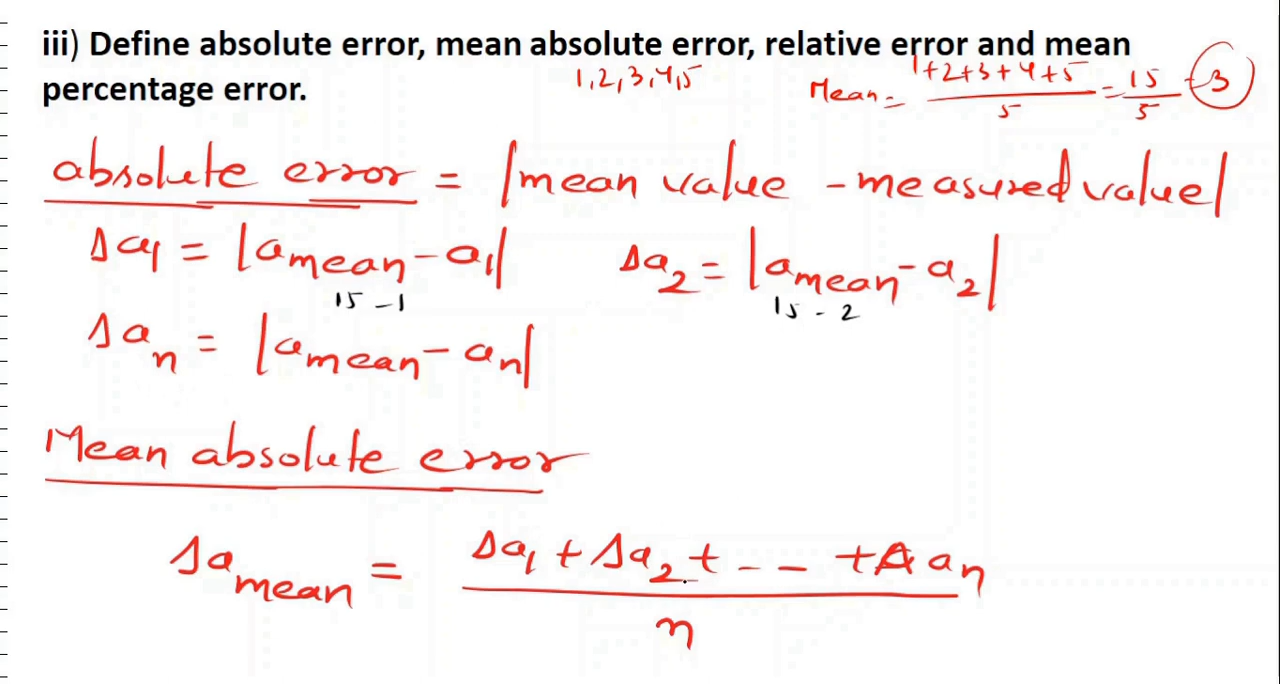 iii) Define absolute error, mean absolute error, relative error and mean
percentage error.
1,2,3,4,5
Mean = 1+2+3+4+5 / 5 = 15 / 5 = 3
absolute error = |mean value - measured value|
Δa1 = |amean - a1|
15 - 1
Δa2 = |amean - a2|
15 - 2
Δan = |amean - an|
Mean absolute error
Δamean = Δa1 + Δa2 + - - + Δan / n